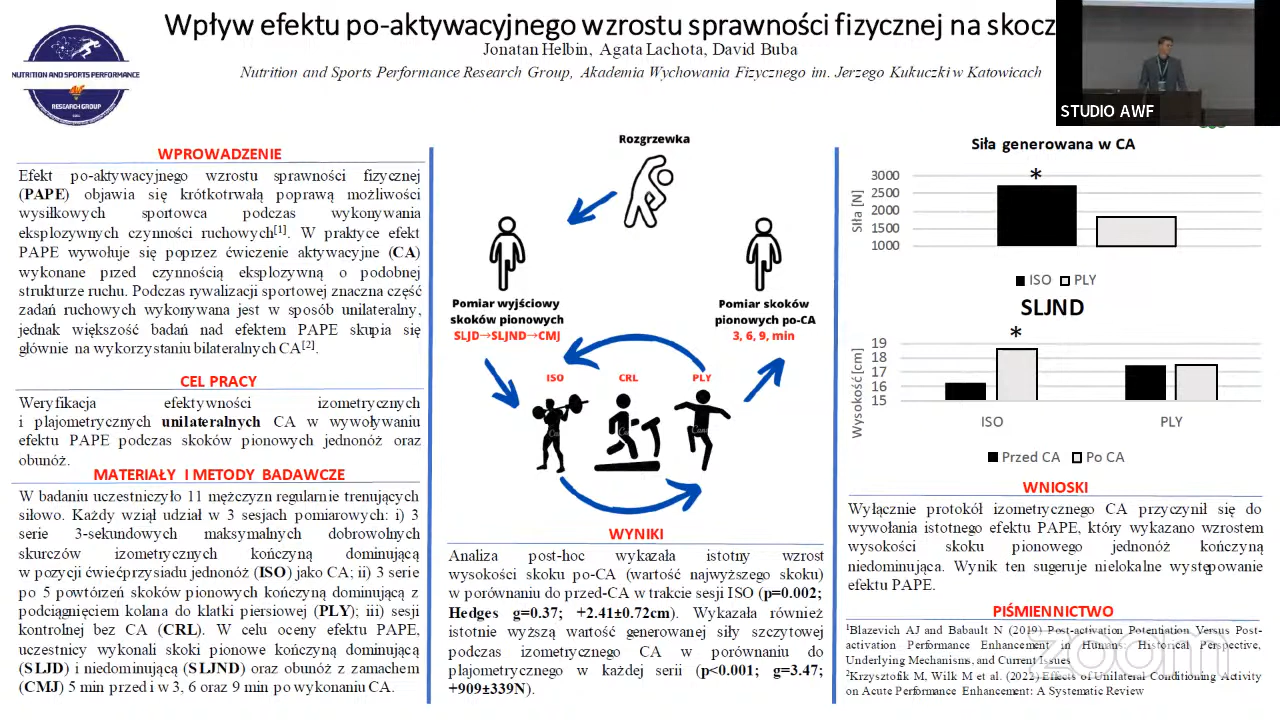 Wpływ efektu po-aktywacyjnego wzrostu sprawności fizycznej na skocz
Jonatan Helbin, Agata Lachota, David Buba
Nutrition and Sports Performance Research Group, Akademia Wychowania Fizycznego im. Jerzego Kukuczki w Katowicach
NUTRITION AND SPORTS PERFORMANCE
RESEARCH GROUP
STUDIO AWF
WPROWADZENIE
Efekt po-aktywacyjnego wzrostu sprawności fizycznej
(PAPE) objawia się krótkotrwałą poprawą możliwości
wysiłkowych sportowca podczas wykonywania
eksplozywnych czynności ruchowych[1]. W praktyce efekt
PAPE wywołuje się poprzez ćwiczenie aktywacyjne (CA)
wykonane przed czynnością eksplozywną o podobnej
strukturze ruchu. Podczas rywalizacji sportowej znaczna część
zadań ruchowych wykonywana jest w sposób unilateralny,
jednak większość badań nad efektem PAPE skupia się
głównie na wykorzystaniu bilateralnych CA[2].
CEL PRACY
Weryfikacja efektywności izometrycznych
i plajometrycznych unilateralnych CA w wywoływaniu
efektu PAPE podczas skoków pionowych jednonóż oraz
obunóż.
MATERIAŁY I METODY BADAWCZE
W badaniu uczestniczyło 11 mężczyzn regularnie trenujących
siłowo. Każdy wziął udział w 3 sesjach pomiarowych: i) 3
serie 3-sekundowych maksymalnych dobrowolnych
skurczów izometrycznych kończyną dominującą
w pozycji ćwierćprzysiadu jednonóż (ISO) jako CA; ii) 3 serie
po 5 powtórzeń skoków pionowych kończyną dominującą z
podciągnięciem kolana do klatki piersiowej (PLY); iii) sesji
kontrolnej bez CA (CRL). W celu oceny efektu PAPE,
uczestnicy wykonali skoki pionowe kończyną dominującą
(SLJD) i niedominującą (SLJND) oraz obunóż z zamachem
(CMJ) 5 min przed i w 3, 6 oraz 9 min po wykonaniu CA.
Rozgrzewka
Pomiar wyjściowy
skoków pionowych
SLJD→SLJND→CMJ
Pomiar skoków
pionowych po-CA
3, 6, 9, min
ISO CRL PLY
WYNIKI
Analiza post-hoc wykazała istotny wzrost
wysokości skoku po-CA (wartość najwyższego skoku)
w porównaniu do przed-CA w trakcie sesji ISO (p=0.002;
Hedges g=0.37; +2.41±0.72cm). Wykazała również
istotnie wyższą wartość generowanej siły szczytowej
podczas izometrycznego CA w porównaniu do
plajometrycznego w każdej serii (p<0.001; g=3.47;
+909±339N).
Siła generowana w CA
Siła [N]
3000
2500
2000
1500
1000
*
ISO PLY
SLJND
Wysokość [cm]
19
18
17
16
15
*
ISO PLY
Przed CA Po CA
WNIOSKI
Wyłącznie protokół izometrycznego CA przyczynił się do
wywołania istotnego efektu PAPE, który wykazano wzrostem
wysokości skoku pionowego jednonóż kończyną
niedominującą. Wynik ten sugeruje nielokalne występowanie
efektu PAPE.
PIŚMIENNICTWO
1Blazevich AJ and Babault N (2019) Post-activation Potentiation Versus Post-
activation Performance Enhancement in Humans: Historical Perspective,
Underlying Mechanisms, and Current Issues
2Krzysztofik M, Wilk M et al. (2022) Effects of Unilateral Conditioning Activity
on Acute Performance Enhancement: A Systematic Review
zoom